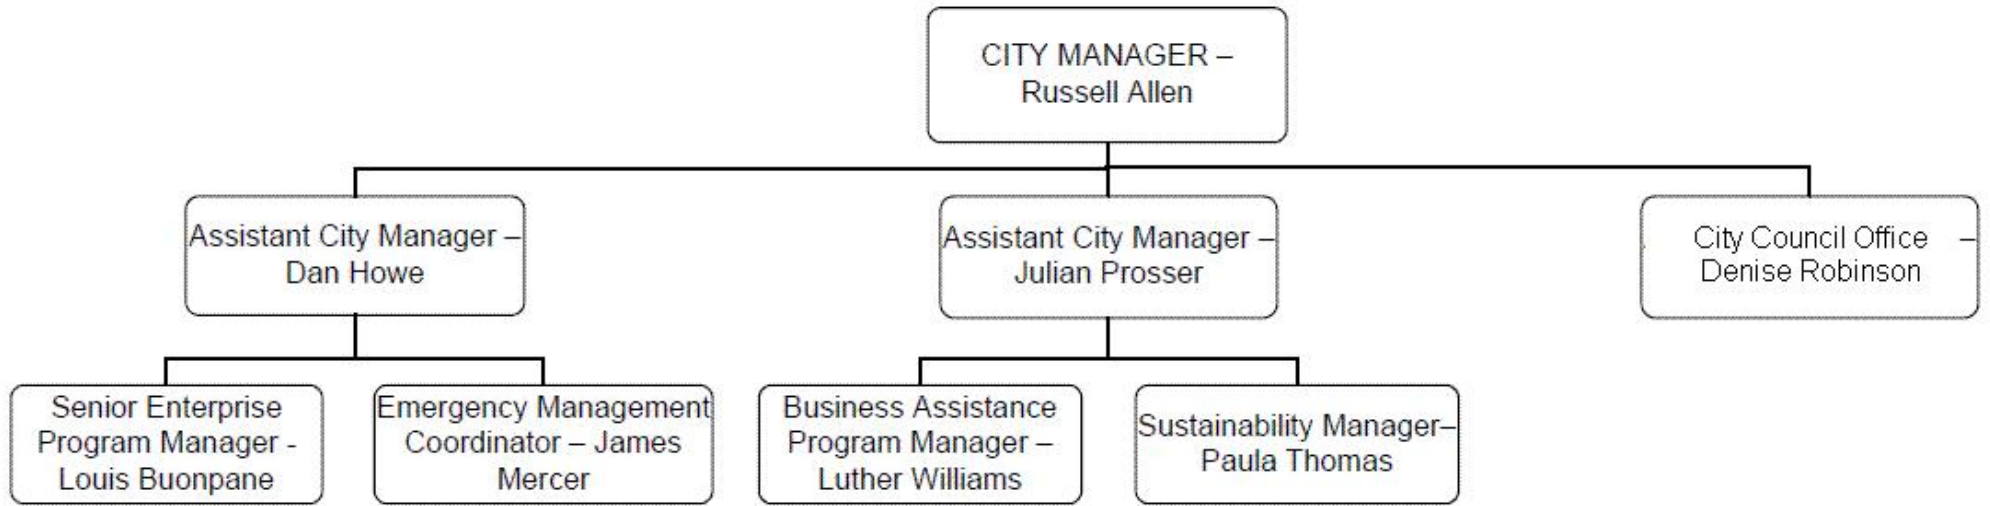 CITY MANAGER –
Russell Allen
Assistant City Manager –
Dan Howe
Assistant City Manager –
Julian Prosser
City Council Office –
Denise Robinson
Senior Enterprise
Program Manager -
Louis Buonpane
Emergency Management
Coordinator – James
Mercer
Business Assistance
Program Manager –
Luther Williams
Sustainability Manager–
Paula Thomas